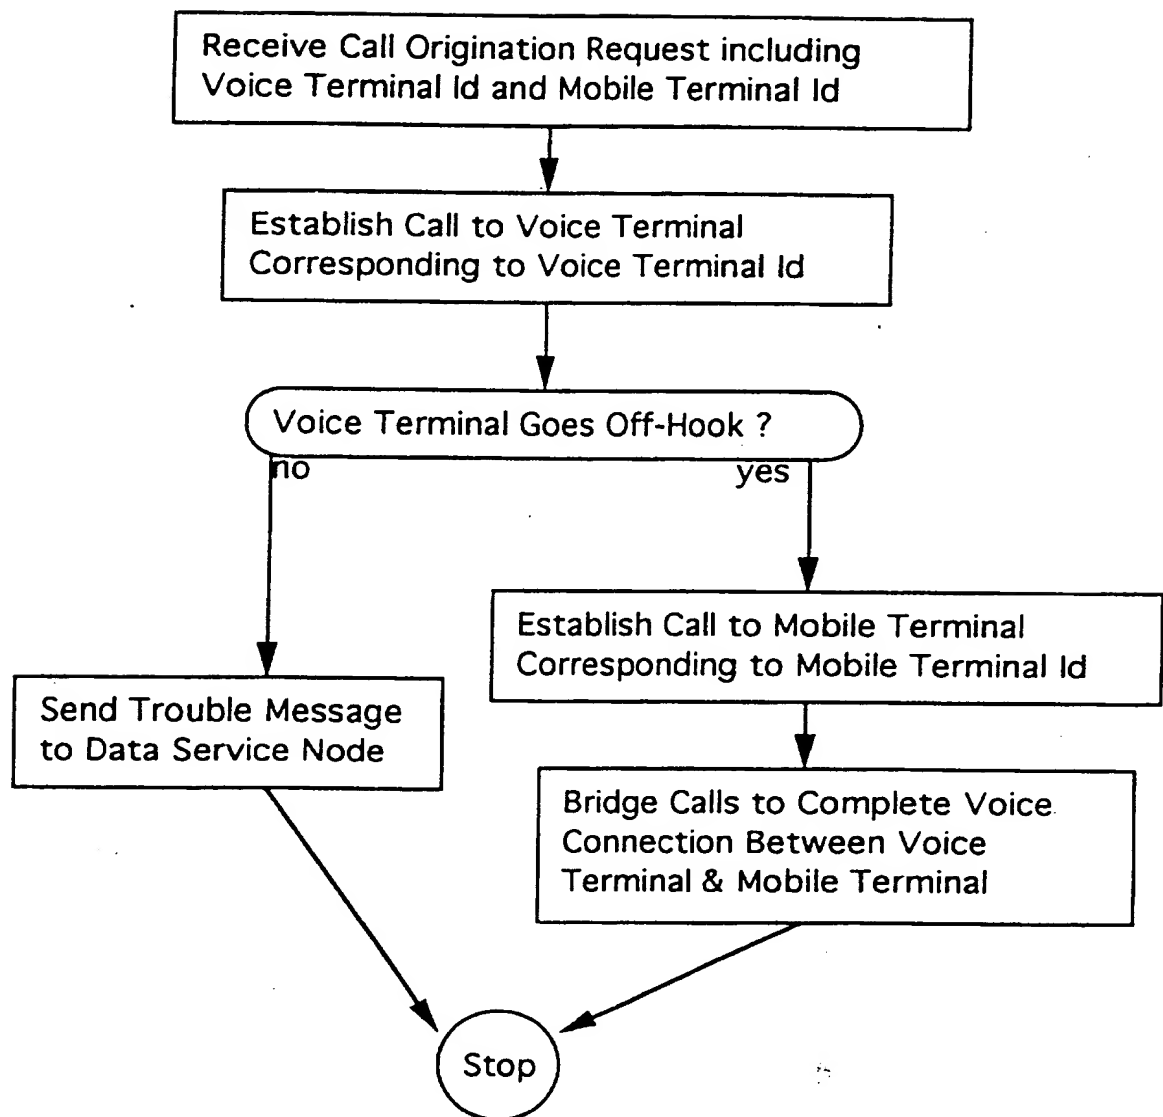 Receive Call Origination Request including
Voice Terminal Id and Mobile Terminal Id
Establish Call to Voice Terminal
Corresponding to Voice Terminal Id
Voice Terminal Goes Off-Hook ?
no
yes
Send Trouble Message
to Data Service Node
Establish Call to Mobile Terminal
Corresponding to Mobile Terminal Id
Bridge Calls to Complete Voice
Connection Between Voice
Terminal & Mobile Terminal
Stop